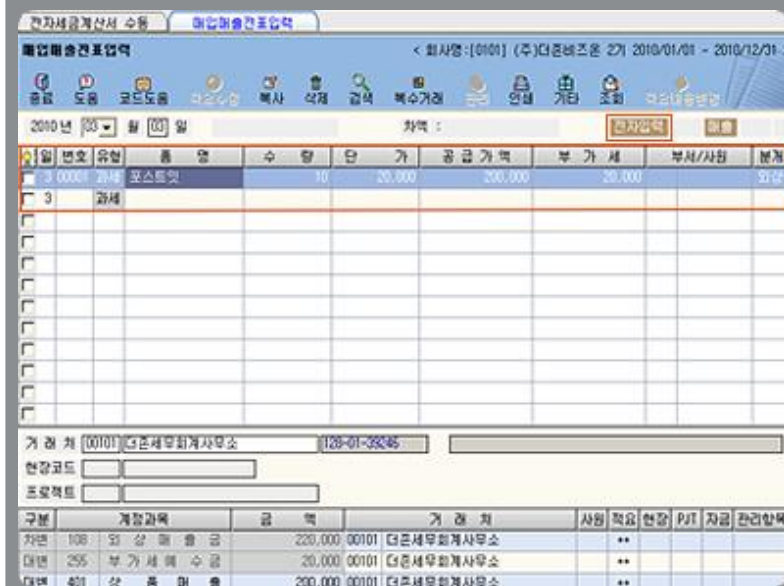 전자세금계산서 수동 매입매출전표입력
매입매출전표입력 < 회사명:[0101] (주)더존비즈온 2기 2010/01/01 ~ 2010/12/31
종료 도움 코드도움 복사 삭제 검색 복수거래 분리 인쇄 기타 조회
2010 년 03 월 03 일 차액 : 전자입력 매출
일 번호 유형 품 명 수 량 단 가 공 급 가 액 부 가 세 부서/사원 분개
3 00001 과세 포스트잇 10 20,000 200,000 20,000 외상
3 과세
거 래 처 00101 더존세무회계사무소 128-01-39246
현장코드
프로젝트
구분 계정과목 금 액 거 래 처 사원 적요 현장 PJT 자금 관리항목
차변 108 외 상 매 출 금 220,000 00101 더존세무회계사무소 **
대변 255 부 가 세 예 수 금 20,000 00101 더존세무회계사무소 **
대변 401 상 품 매 출 200,000 00101 더존세무회계사무소 **